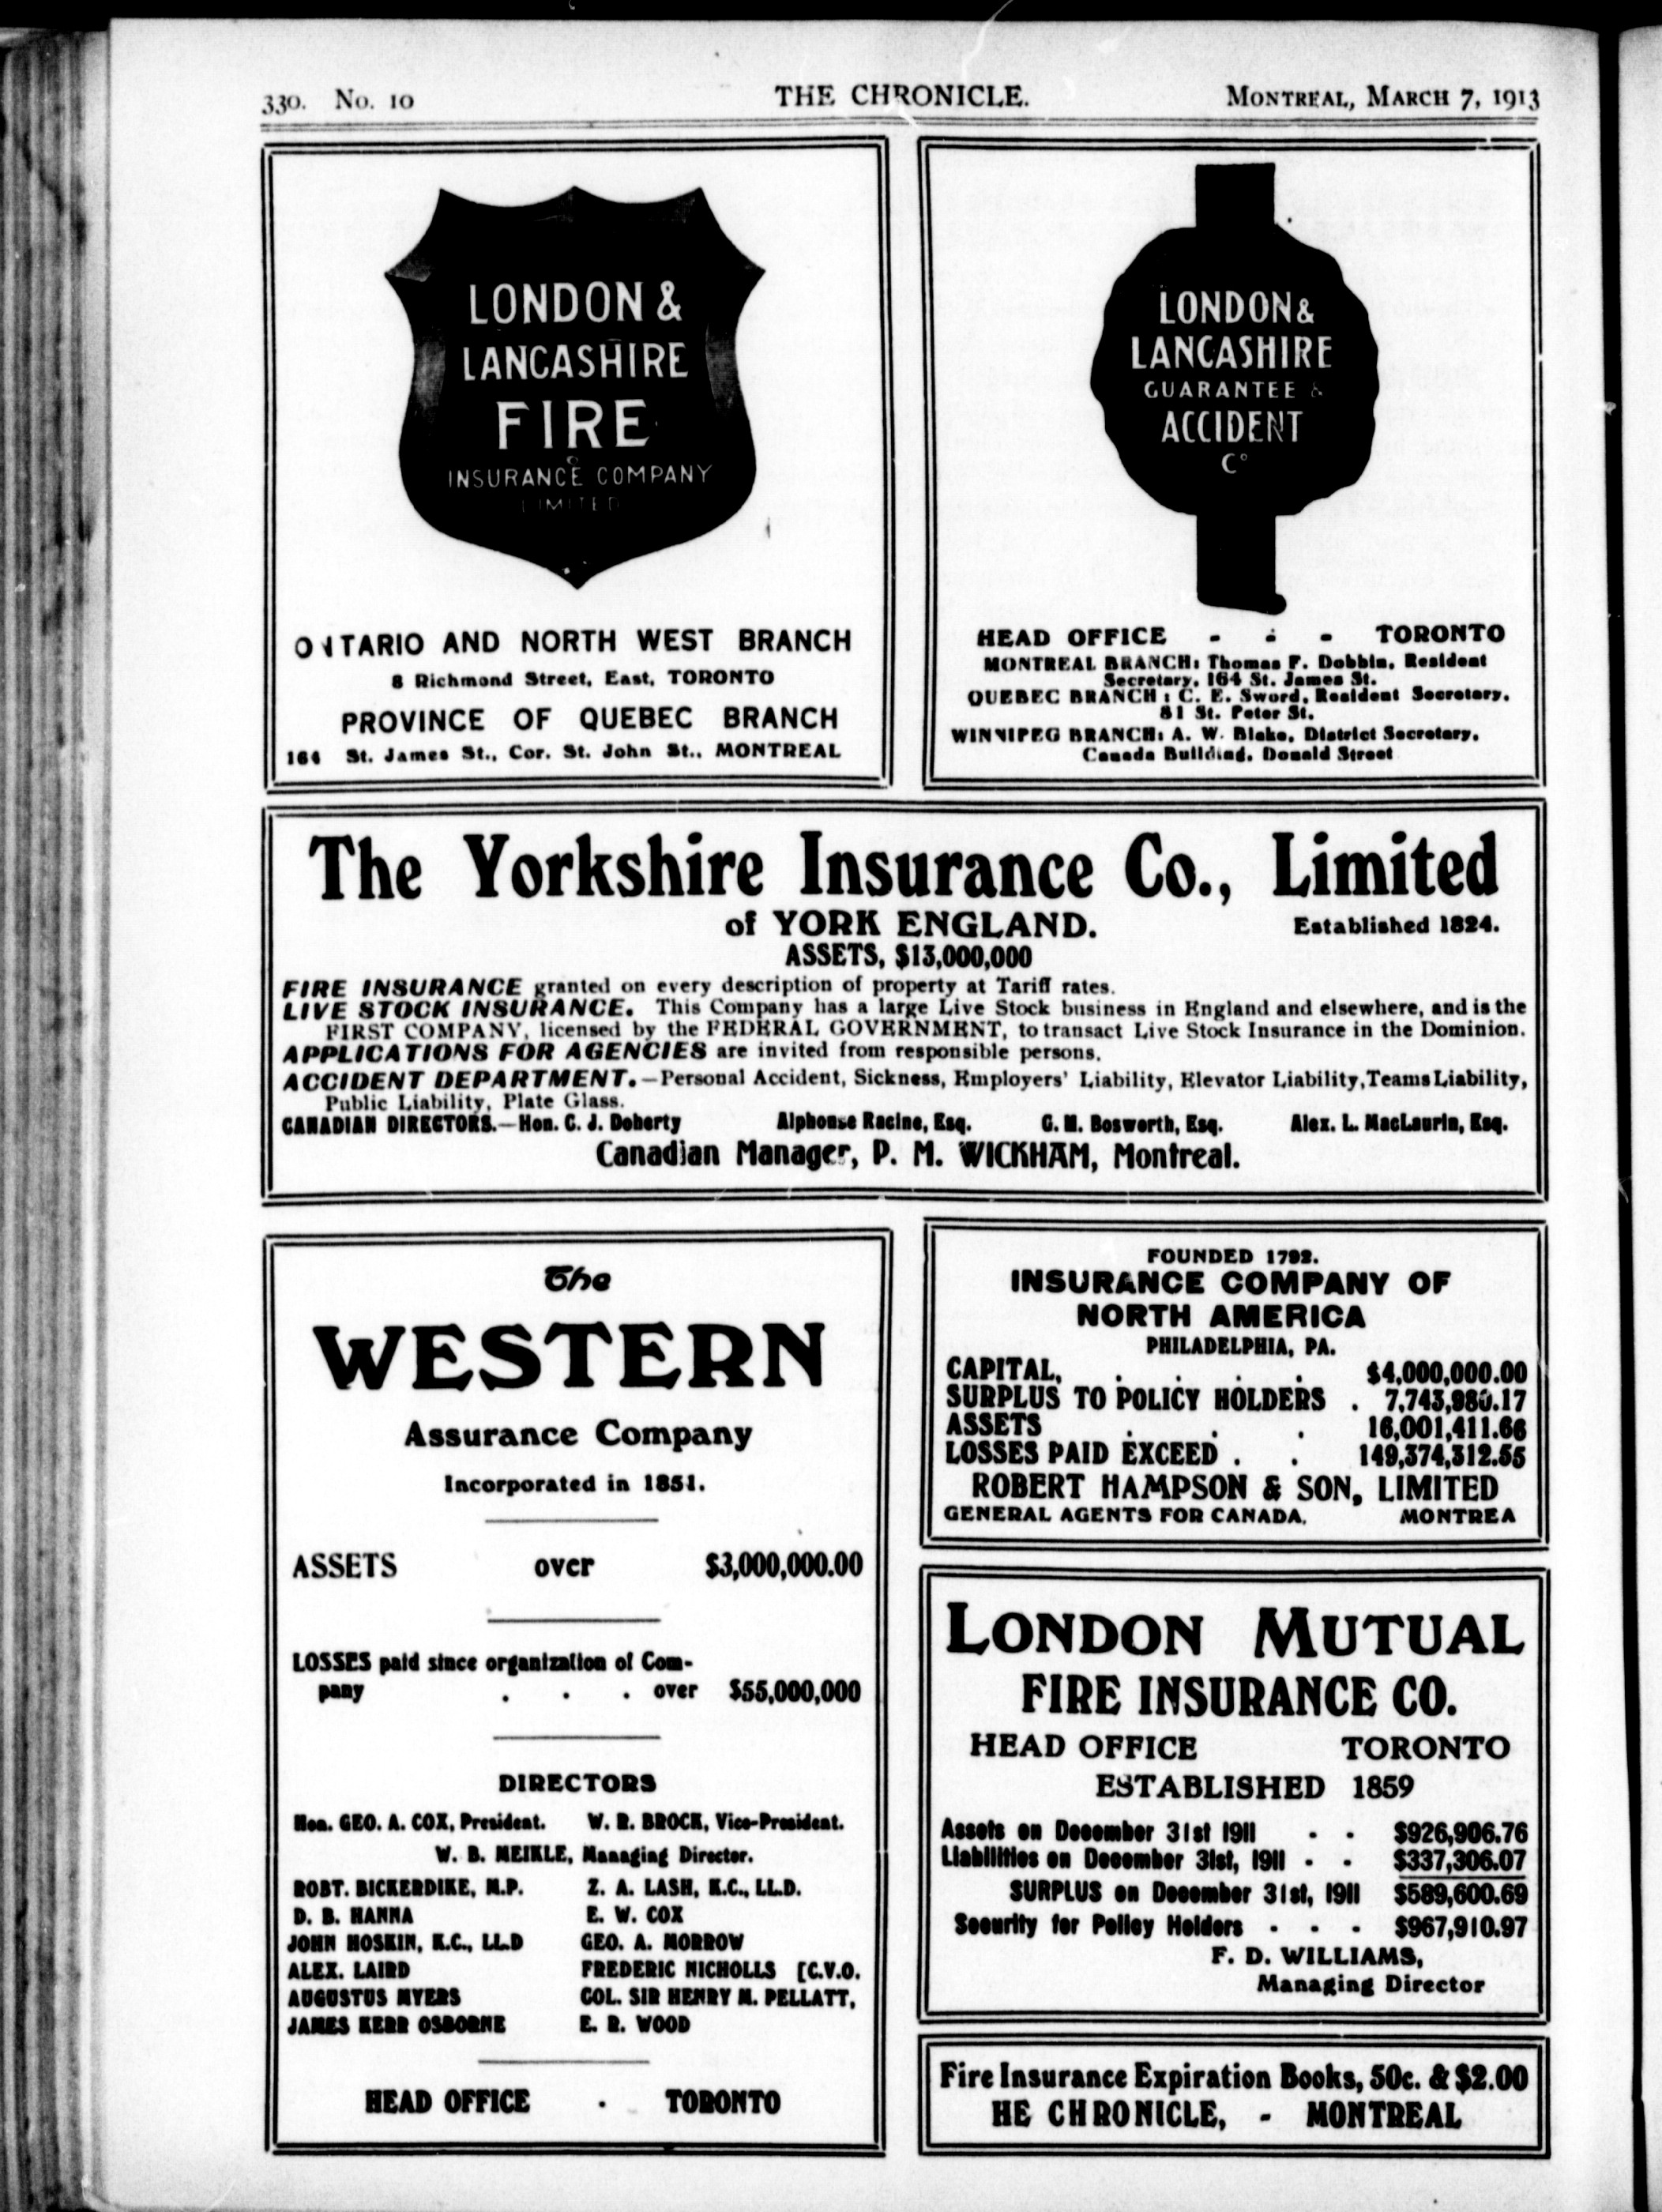 330. No. 10 THE CHRONICLE. MONTREAL, MARCH 7, 1913
LONDON &
LANCASHIRE
FIRE
INSURANCE COMPANY
LIMITED
ONTARIO AND NORTH WEST BRANCH
8 Richmond Street, East, TORONTO
PROVINCE OF QUEBEC BRANCH
164 St. James St., Cor. St. John St., MONTREAL
LONDON &
LANCASHIRE
GUARANTEE &
ACCIDENT
Co
HEAD OFFICE - - - TORONTO
MONTREAL BRANCH: Thomas F. Dobbin, Resident
Secretary, 164 St. James St.
QUEBEC BRANCH: C. E. Sword, Resident Secretary,
81 St. Peter St.
WINNIPEG BRANCH: A. W. Blake, District Secretary,
Canada Building, Donald Street
The Yorkshire Insurance Co., Limited
of YORK ENGLAND. Established 1824.
ASSETS, $13,000,000
FIRE INSURANCE granted on every description of property at Tariff rates.
LIVE STOCK INSURANCE. This Company has a large Live Stock business in England and elsewhere, and is the
FIRST COMPANY, licensed by the FEDERAL GOVERNMENT, to transact Live Stock Insurance in the Dominion.
APPLICATIONS FOR AGENCIES are invited from responsible persons.
ACCIDENT DEPARTMENT.—Personal Accident, Sickness, Employers' Liability, Elevator Liability, Teams Liability,
Public Liability, Plate Glass.
CANADIAN DIRECTORS.—Hon. C. J. Doherty Alphonse Racine, Esq. G. M. Bosworth, Esq. Alex. L. MacLaurin, Esq.
Canadian Manager, P. M. WICKHAM, Montreal.
The
WESTERN
Assurance Company
Incorporated in 1851.
ASSETS over $3,000,000.00
LOSSES paid since organization of Com-
pany . . . over $55,000,000
DIRECTORS
Hon. GEO. A. COX, President. W. R. BROCK, Vice-President.
W. B. MEIKLE, Managing Director.
ROBT. BICKERDIKE, M.P. Z. A. LASH, K.C., LL.D.
D. B. HANNA E. W. COX
JOHN HOSKIN, K.C., LL.D GEO. A. MORROW
ALEX. LAIRD FREDERIC NICHOLLS [C.V.O.
AUGUSTUS MYERS COL. SIR HENRY M. PELLATT,
JAMES KERR OSBORNE E. R. WOOD
HEAD OFFICE . TORONTO
FOUNDED 1792.
INSURANCE COMPANY OF
NORTH AMERICA
PHILADELPHIA, PA.
CAPITAL, . . . . $4,000,000.00
SURPLUS TO POLICY HOLDERS . 7,743,980.17
ASSETS . . . 16,001,411.66
LOSSES PAID EXCEED . . 149,374,312.55
ROBERT HAMPSON & SON, LIMITED
GENERAL AGENTS FOR CANADA, MONTREA
LONDON MUTUAL
FIRE INSURANCE CO.
HEAD OFFICE TORONTO
ESTABLISHED 1859
Assets on December 31st 1911 - - $926,906.76
Liabilities on December 31st, 1911 - - $337,306.07
SURPLUS on December 31st, 1911 $589,600.69
Security for Policy Holders - - - $967,910.97
F. D. WILLIAMS,
Managing Director
Fire Insurance Expiration Books, 50c. & $2.00
HE CHRONICLE, - MONTREAL